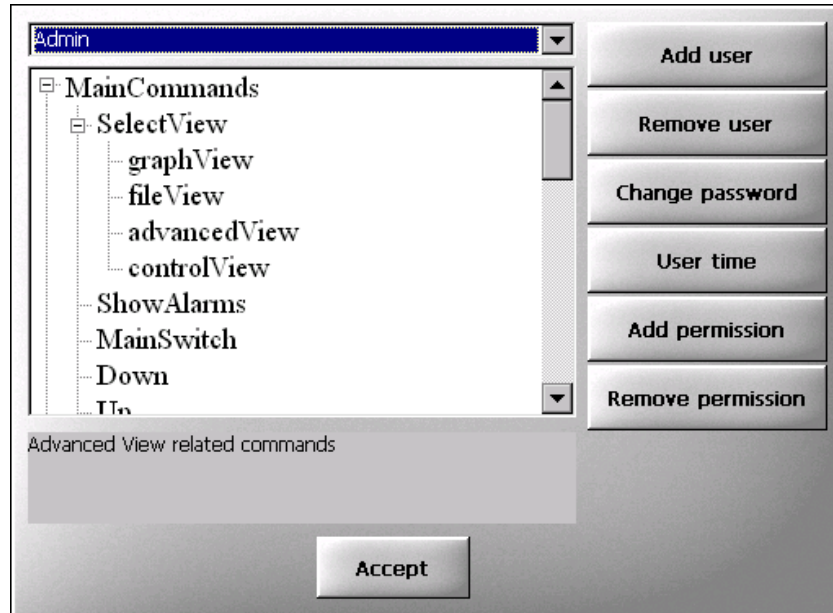 Admin
MainCommands
SelectView
graphView
fileView
advancedView
controlView
ShowAlarms
MainSwitch
Down
Up
Advanced View related commands
Add user
Remove user
Change password
User time
Add permission
Remove permission
Accept